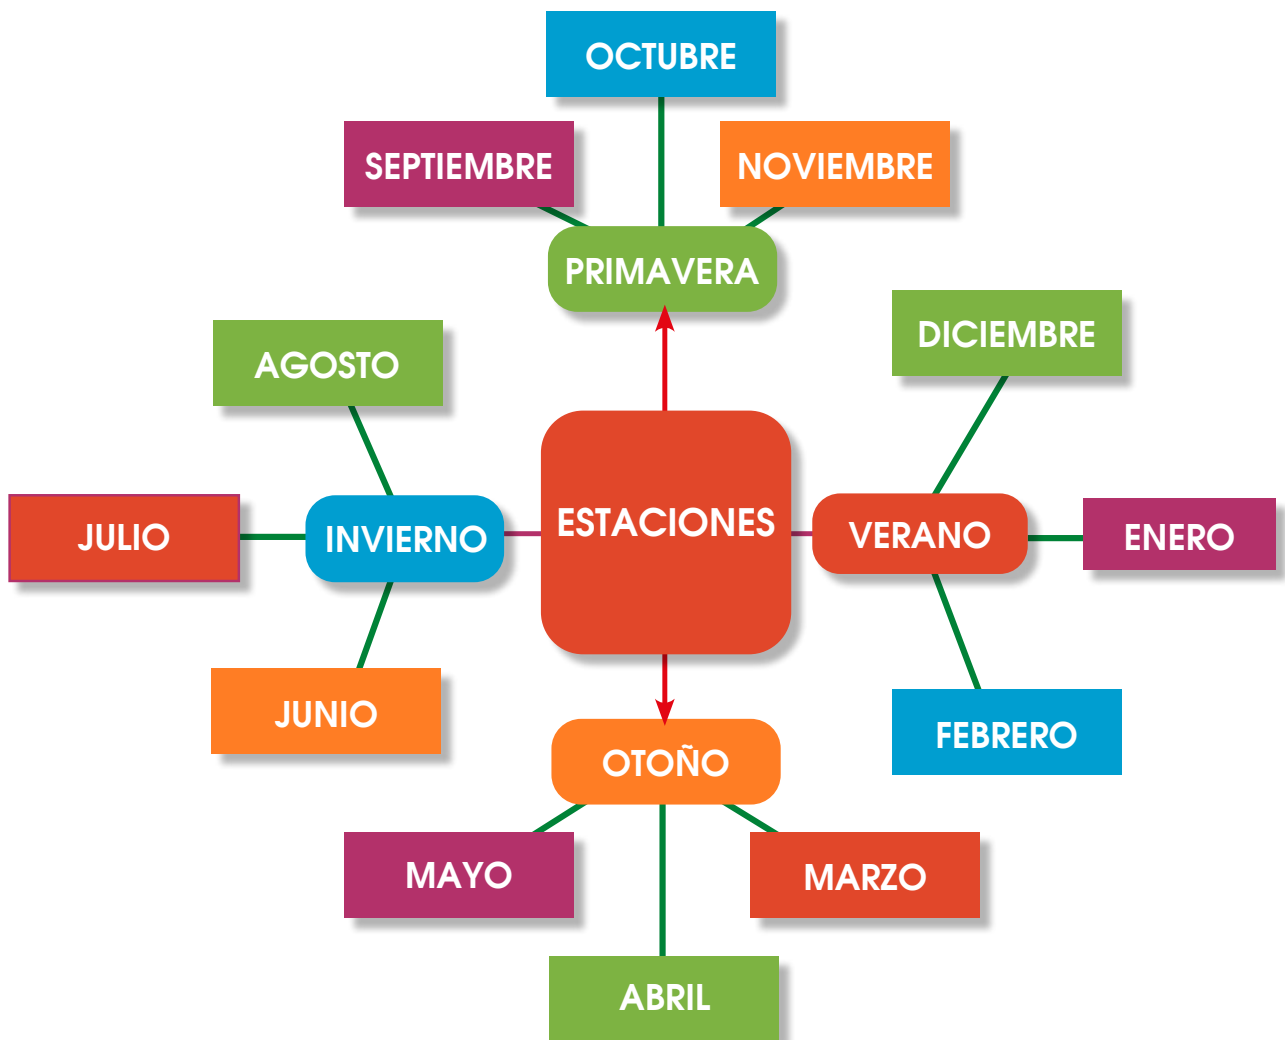 OCTUBRE
SEPTIEMBRE
NOVIEMBRE
PRIMAVERA
DICIEMBRE
AGOSTO
ESTACIONES
JULIO
INVIERNO
VERANO
ENERO
JUNIO
FEBRERO
OTOÑO
MAYO
MARZO
ABRIL